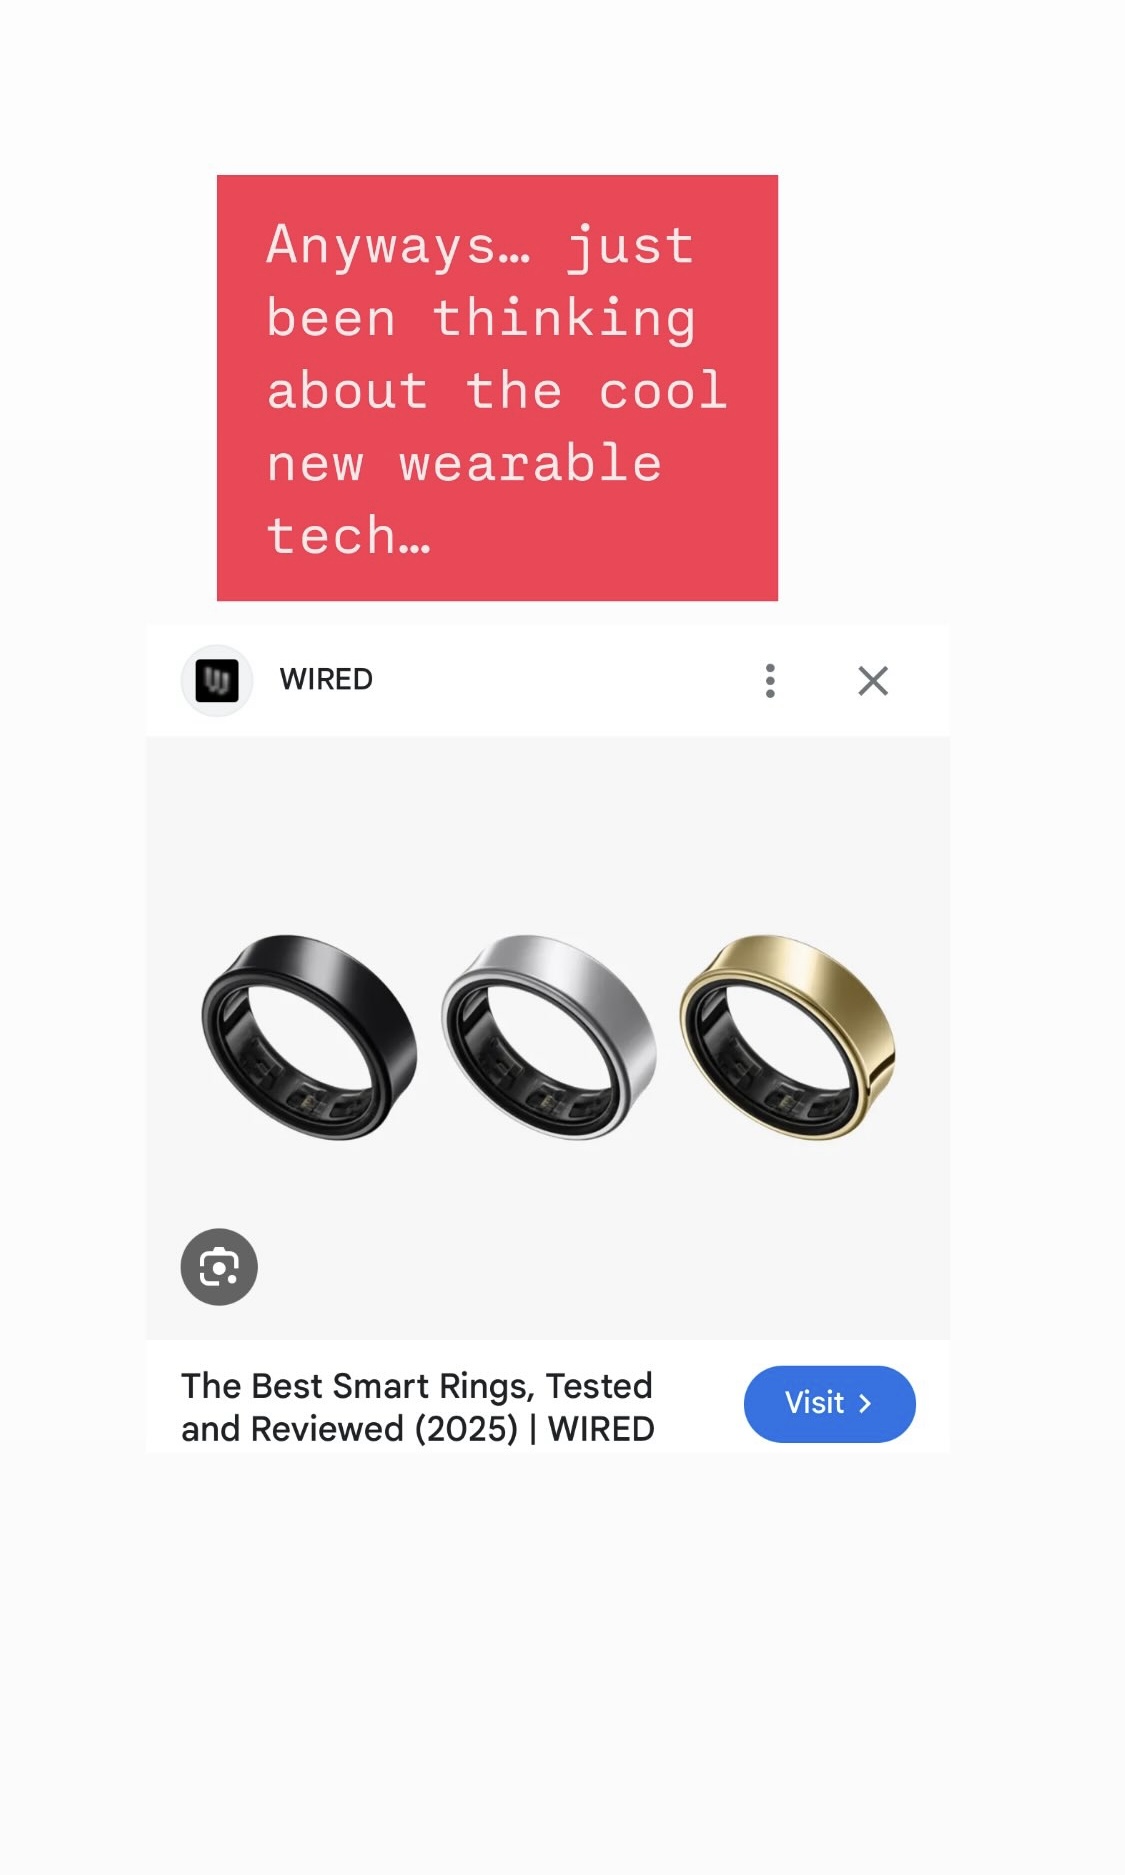 Anyways… just
been thinking
about the cool
new wearable
tech…
WIRED
The Best Smart Rings, Tested
and Reviewed (2025) | WIRED
Visit >